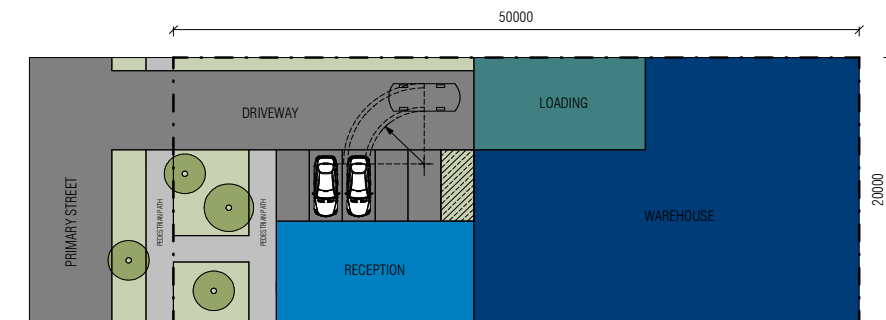 50000
DRIVEWAY
LOADING
PRIMARY STREET
PEDESTRIAN PATH
PEDESTRIAN PATH
20000
WAREHOUSE
RECEPTION